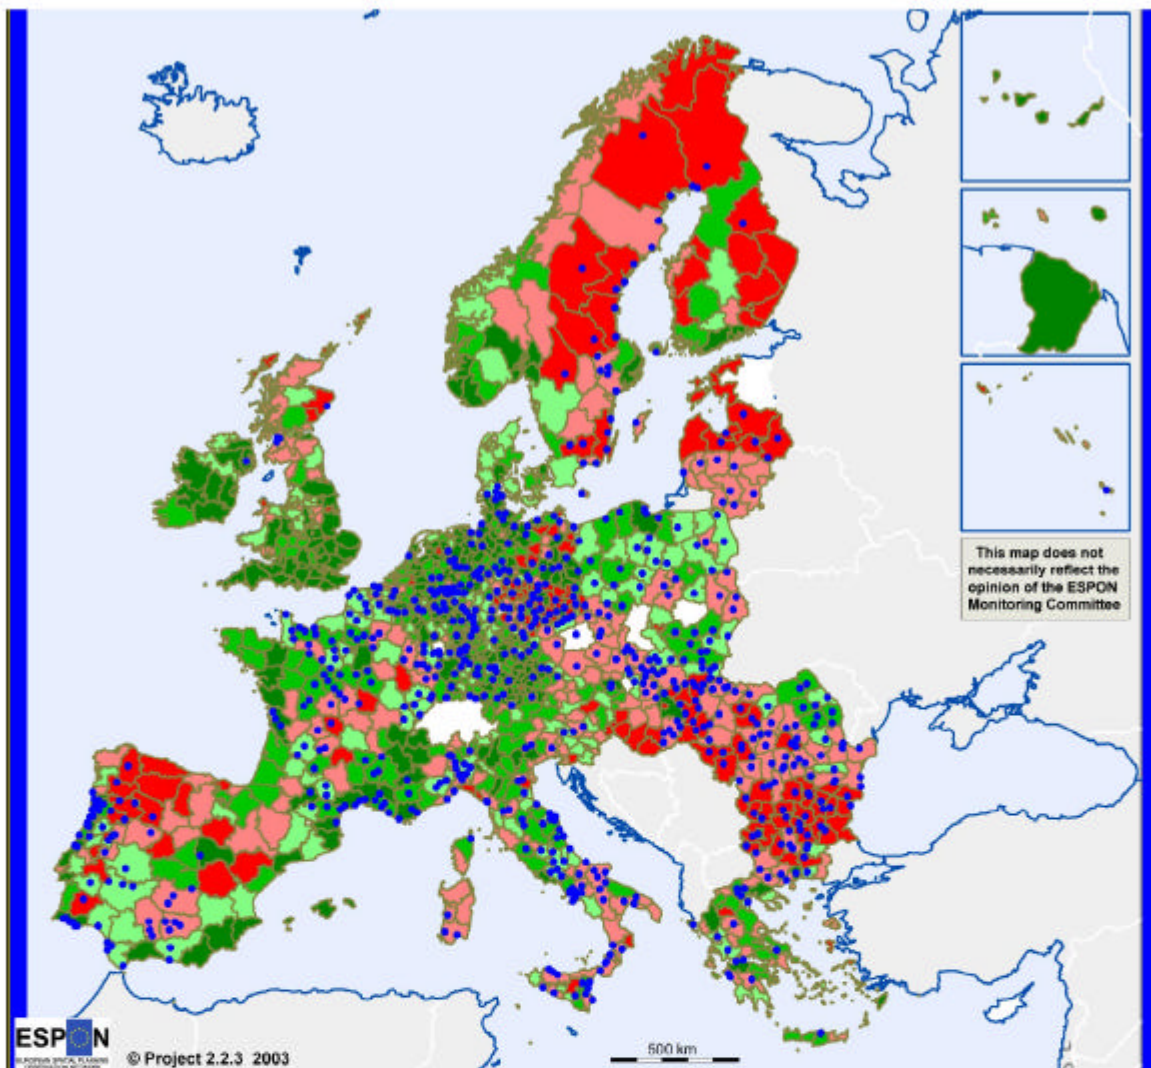 This map does not
necessarily reflect the
opinion of the ESPON
Monitoring Committee
ESPON
© Project 2.2.3 2003
500 km